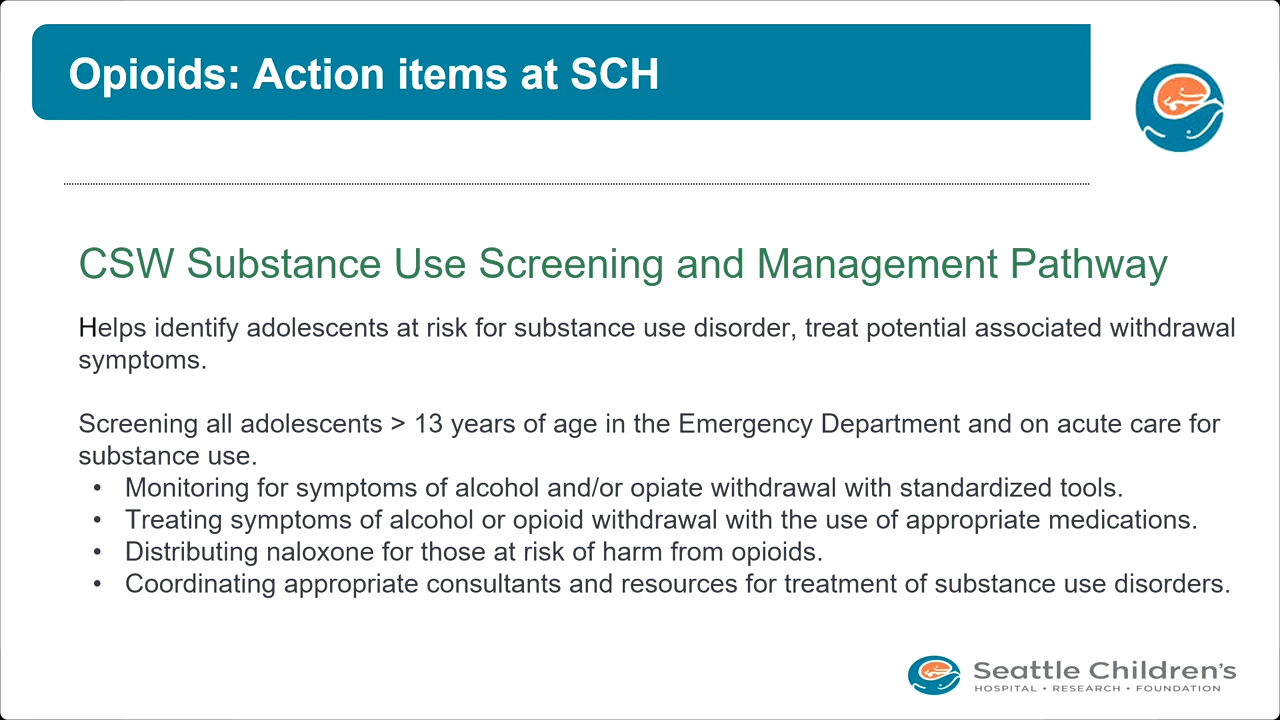 Opioids: Action items at SCH
CSW Substance Use Screening and Management Pathway
Helps identify adolescents at risk for substance use disorder, treat potential associated withdrawal
symptoms.
Screening all adolescents > 13 years of age in the Emergency Department and on acute care for
substance use.
• Monitoring for symptoms of alcohol and/or opiate withdrawal with standardized tools.
• Treating symptoms of alcohol or opioid withdrawal with the use of appropriate medications.
• Distributing naloxone for those at risk of harm from opioids.
• Coordinating appropriate consultants and resources for treatment of substance use disorders.
Seattle Children's
HOSPITAL • RESEARCH • FOUNDATION